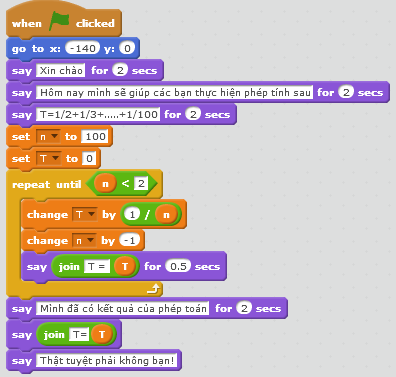 when clicked
go to x: -140 y: 0
say Xin chào for 2 secs
say Hôm nay mình sẽ giúp các bạn thực hiện phép tính sau for 2 secs
say T=1/2+1/3+.....+1/100 for 2 secs
set n to 100
set T to 0
repeat until n < 2
change T by 1 / n
change n by -1
say join T = T for 0.5 secs
say Mình đã có kết quả của phép toán for 2 secs
say join T= T
say Thật tuyệt phải không bạn!